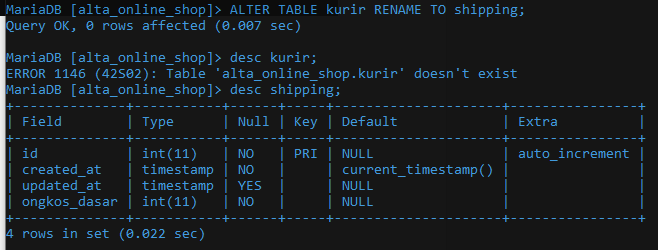 MariaDB [alta_online_shop]> ALTER TABLE kurir RENAME TO shipping;
Query OK, 0 rows affected (0.007 sec)

MariaDB [alta_online_shop]> desc kurir;
ERROR 1146 (42S02): Table 'alta_online_shop.kurir' doesn't exist
MariaDB [alta_online_shop]> desc shipping;
+--------------+-----------+------+-----+---------------------+----------------+
| Field        | Type      | Null | Key | Default             | Extra          |
+--------------+-----------+------+-----+---------------------+----------------+
| id           | int(11)   | NO   | PRI | NULL                | auto_increment |
| created_at   | timestamp | NO   |     | current_timestamp() |                |
| updated_at   | timestamp | YES  |     | NULL                |                |
| ongkos_dasar | int(11)   | NO   |     | NULL                |                |
+--------------+-----------+------+-----+---------------------+----------------+
4 rows in set (0.022 sec)